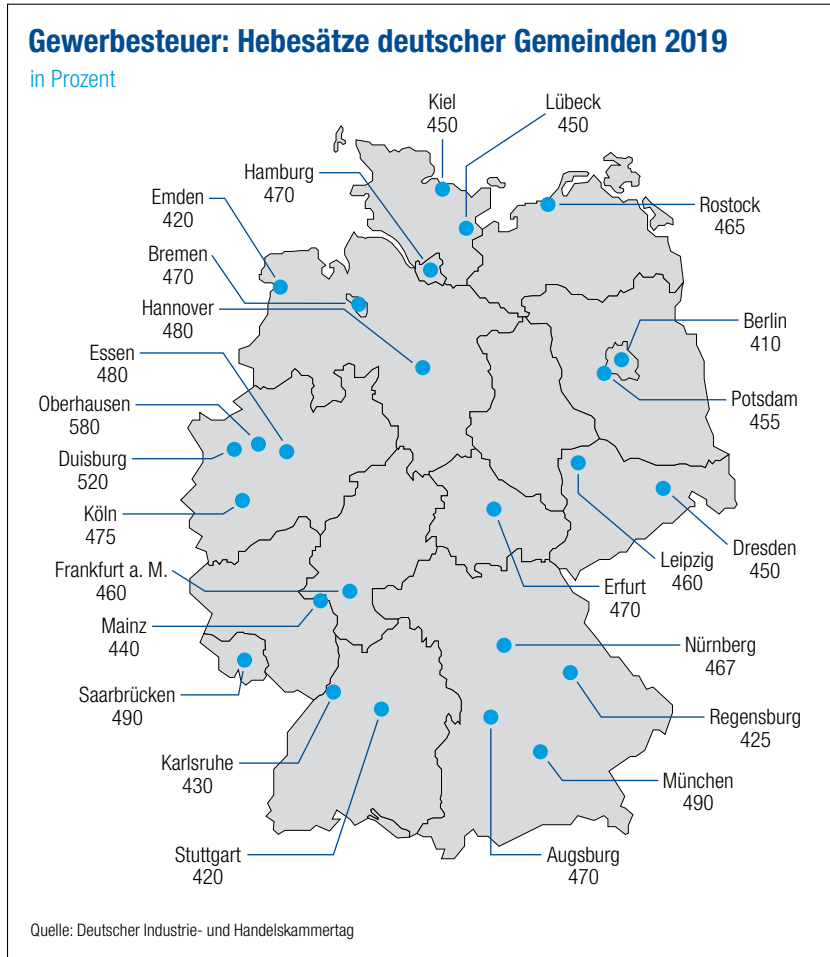 Gewerbesteuer: Hebesätze deutscher Gemeinden 2019
in Prozent
Kiel
450
Lübeck
450
Hamburg
470
Rostock
465
Emden
420
Bremen
470
Hannover
480
Berlin
410
Essen
480
Potsdam
455
Oberhausen
580
Duisburg
520
Köln
475
Dresden
450
Leipzig
460
Erfurt
470
Frankfurt a. M.
460
Mainz
440
Nürnberg
467
Saarbrücken
490
Regensburg
425
Karlsruhe
430
München
490
Stuttgart
420
Augsburg
470
Quelle: Deutscher Industrie- und Handelskammertag